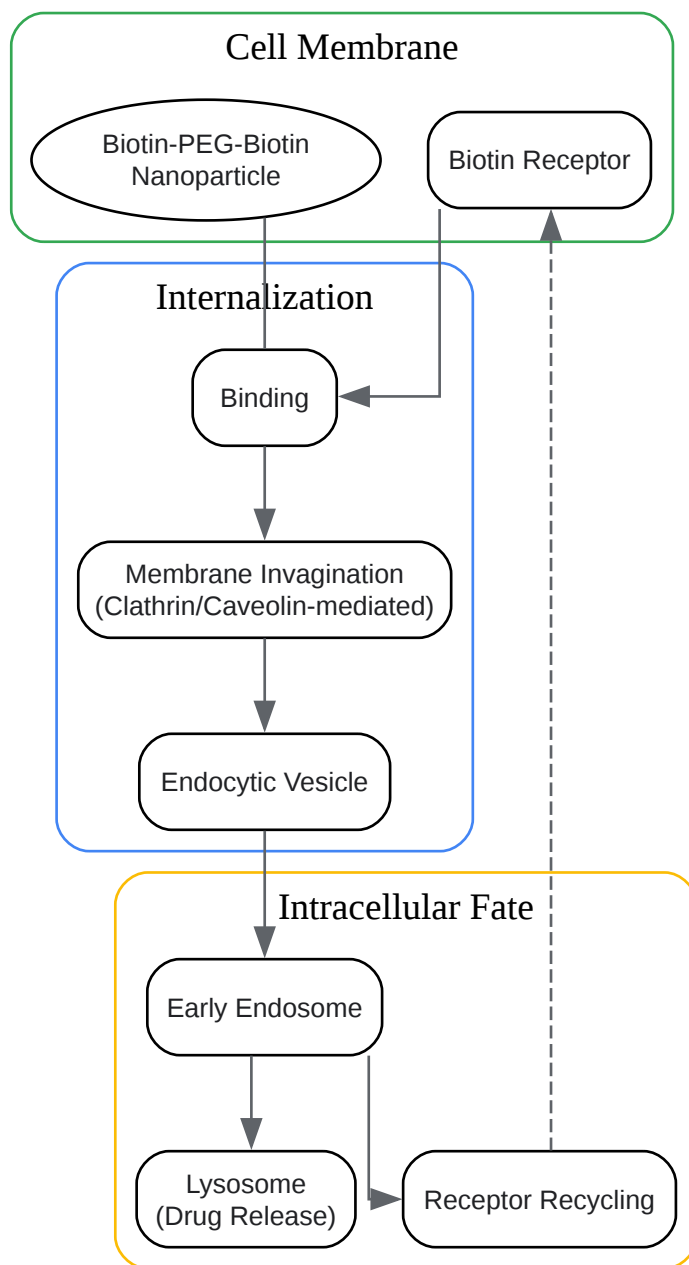 Cell Membrane
Biotin-PEG-Biotin
Nanoparticle
Biotin Receptor
Internalization
Binding
Membrane Invagination
(Clathrin/Caveolin-mediated)
Endocytic Vesicle
Intracellular Fate
Early Endosome
Lysosome
(Drug Release)
Receptor Recycling